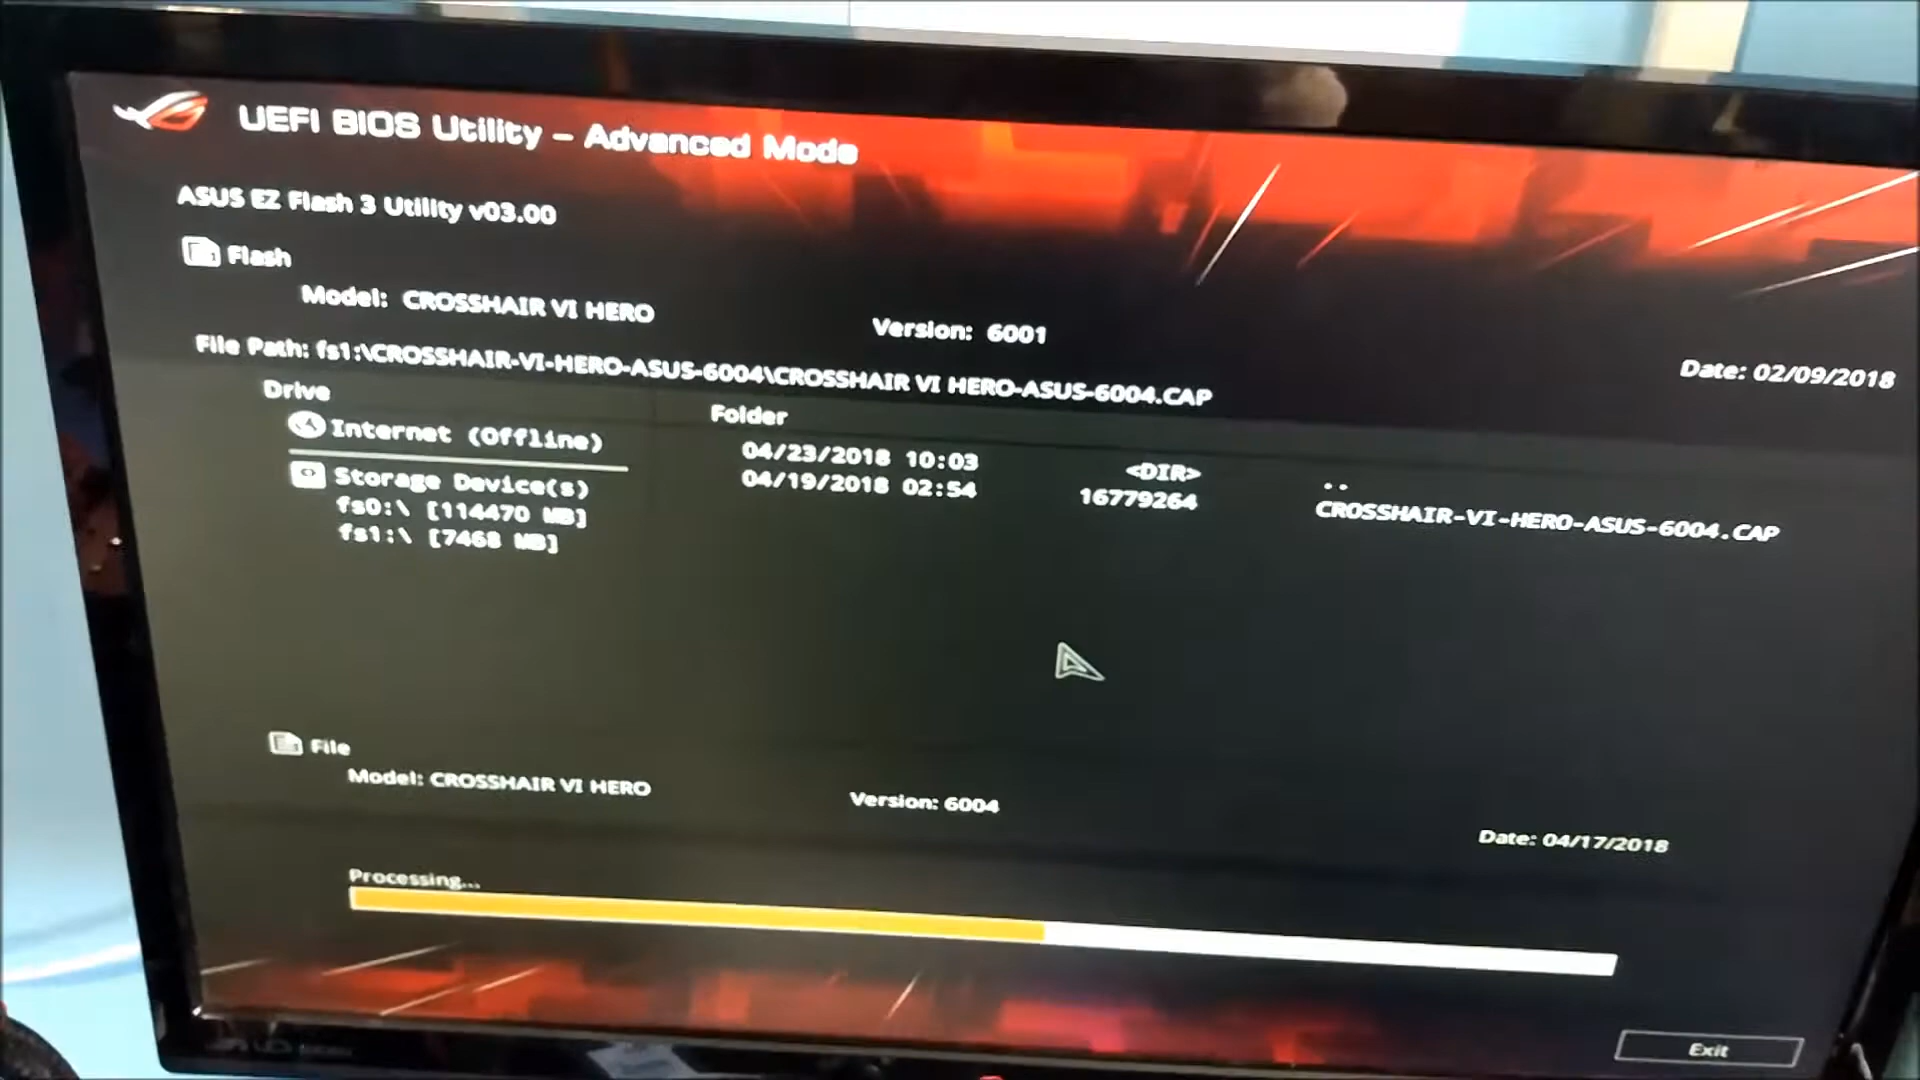 UEFI BIOS Utility – Advanced Mode
ASUS EZ Flash 3 Utility v03.00
Flash
Model: CROSSHAIR VI HERO
Version: 6001
Date: 02/09/2018
File Path: fs1:\CROSSHAIR-VI-HERO-ASUS-6004\CROSSHAIR VI HERO-ASUS-6004.CAP
Drive
Folder
Internet (Offline)
04/23/2018 10:03 <DIR> ..
Storage Device(s)
04/19/2018 02:54 16779264 CROSSHAIR-VI-HERO-ASUS-6004.CAP
fs0:\ [114470 MB]
fs1:\ [7468 MB]
File
Model: CROSSHAIR VI HERO
Version: 6004
Date: 04/17/2018
Processing...
Exit